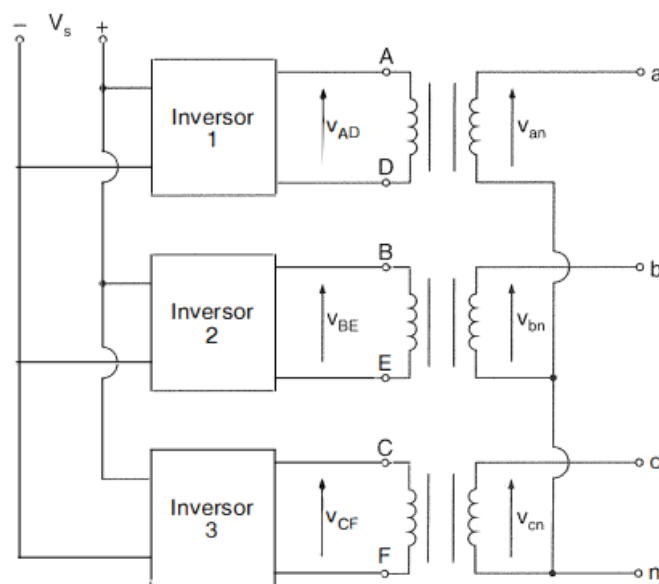 − Vs +
A
Inversor
1
vAD
van
a
D
B
b
Inversor
2
vBE
vbn
E
C
c
Inversor
3
vCF
vcn
F
n